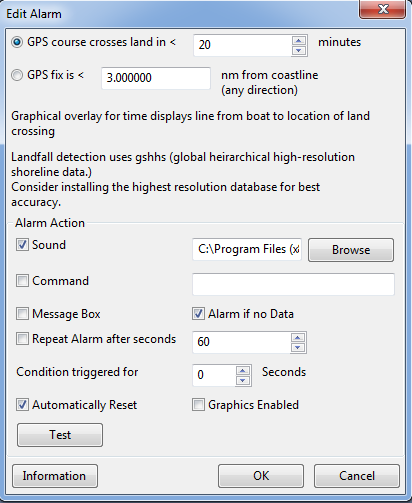 Edit Alarm
GPS course crosses land in < 20 minutes
GPS fix is < 3.000000 nm from coastline
(any direction)
Graphical overlay for time displays line from boat to location of land
crossing
Landfall detection uses gshhs (global heirarchical high-resolution
shoreline data.)
Consider installing the highest resolution database for best
accuracy.
Alarm Action
Sound C:\Program Files (x Browse
Command
Message Box Alarm if no Data
Repeat Alarm after seconds 60
Condition triggered for 0 Seconds
Automatically Reset Graphics Enabled
Test
Information OK Cancel